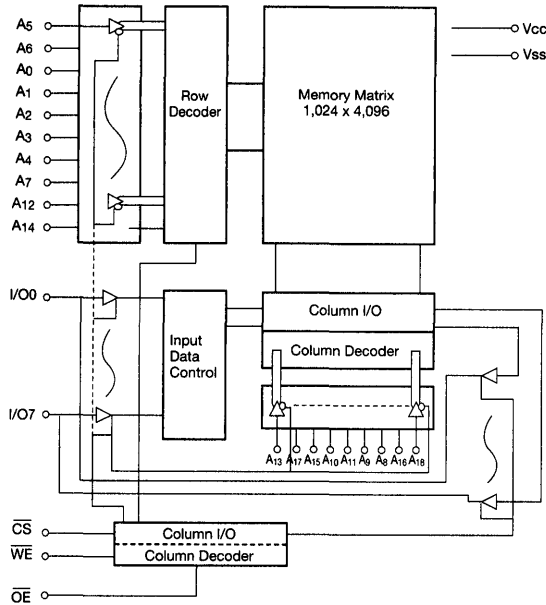 A5
A6
A0
A1
A2
A3
A4
A7
A12
A14
Row
Decoder
Memory Matrix
1,024 x 4,096
Vcc
Vss
I/O0
I/O7
Input
Data
Control
Column I/O
Column Decoder
A13 A17 A15 A10 A11 A9 A8 A16 A18
CS
WE
OE
Column I/O
Column Decoder